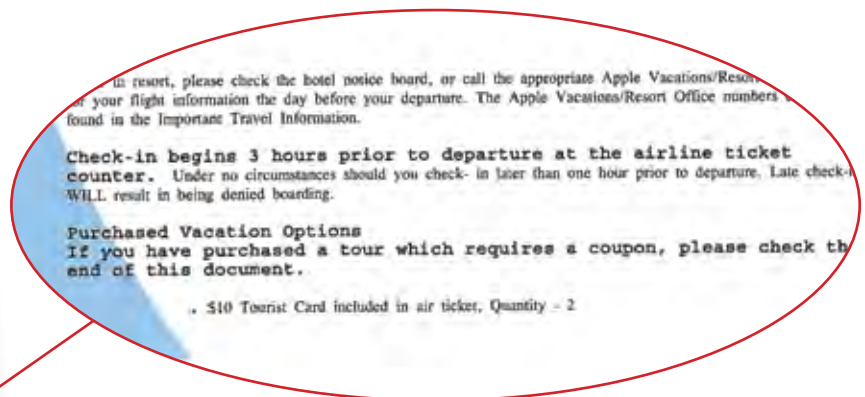 in resort, please check the hotel notice board, or call the appropriate Apple Vacations/Resort
your flight information the day before your departure. The Apple Vacations/Resort Office numbers
found in the Important Travel Information.
Check-in begins 3 hours prior to departure at the airline ticket
counter. Under no circumstances should you check- in later than one hour prior to departure. Late check-
WILL result in being denied boarding.
Purchased Vacation Options
If you have purchased a tour which requires a coupon, please check th
end of this document.
. $10 Tourist Card included in air ticket, Quantity - 2